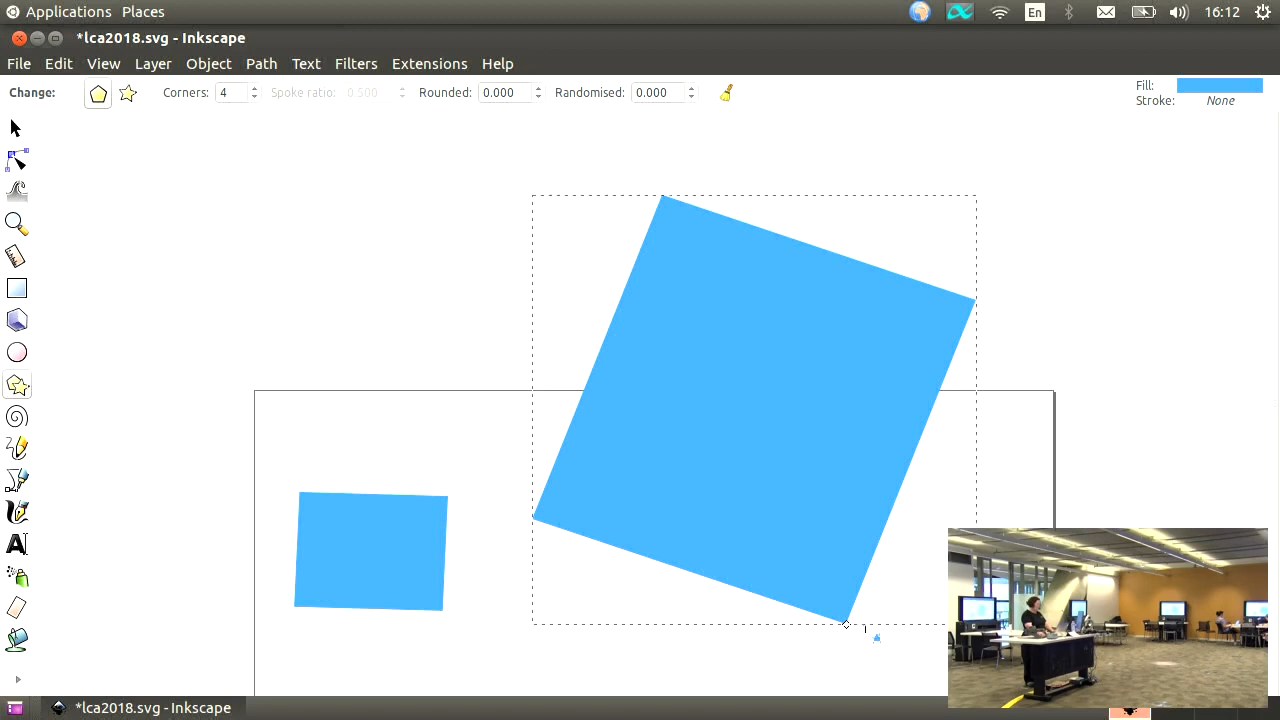 Applications Places En 16:12
*lca2018.svg - Inkscape
File Edit View Layer Object Path Text Filters Extensions Help
Change: Corners: 4 Spoke ratio: 0.500 Rounded: 0.000 Randomised: 0.000 Fill:
Stroke: None
*lca2018.svg - Inkscape